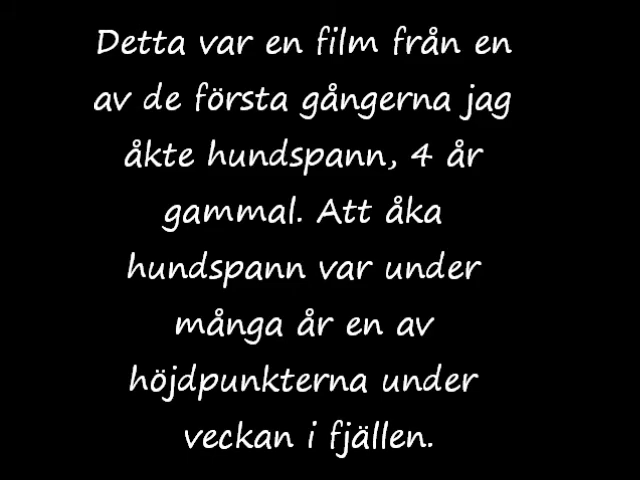 Detta var en film från en
av de första gångerna jag
åkte hundspann, 4 år
gammal. Att åka
hundspann var under
många år en av
höjdpunkterna under
veckan i fjällen.